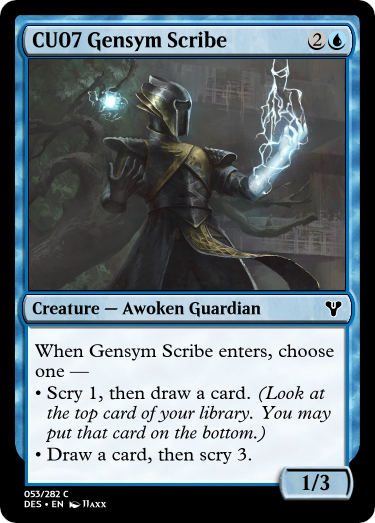 CU07 Gensym Scribe 2
Creature — Awoken Guardian
When Gensym Scribe enters, choose
one —
• Scry 1, then draw a card. (Look at
the top card of your library. You may
put that card on the bottom.)
• Draw a card, then scry 3.
1/3
053/282 C
DES • EN